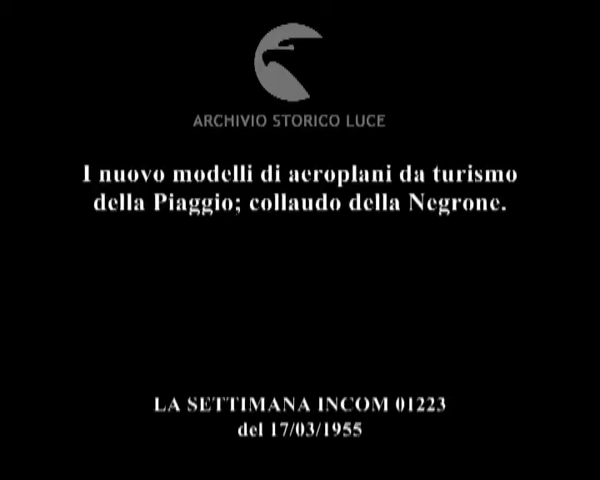 ARCHIVIO STORICO LUCE
I nuovo modelli di aeroplani da turismo
della Piaggio; collaudo della Negrone.
LA SETTIMANA INCOM 01223
del 17/03/1955